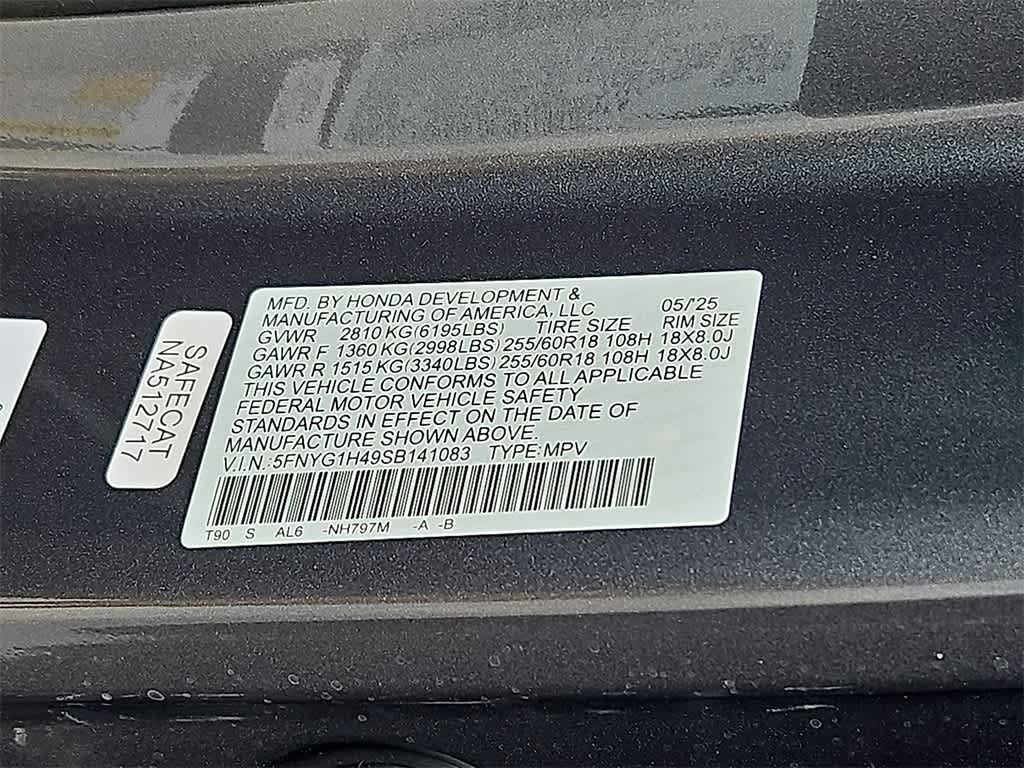 SAFECAT
NA512717
MFD. BY HONDA DEVELOPMENT &
MANUFACTURING OF AMERICA, LLC 05/'25
GVWR 2810 KG(6195LBS) TIRE SIZE RIM SIZE
GAWR F 1360 KG(2998LBS) 255/60R18 108H 18X8.0J
GAWR R 1515 KG(3340LBS) 255/60R18 108H 18X8.0J
THIS VEHICLE CONFORMS TO ALL APPLICABLE
FEDERAL MOTOR VEHICLE SAFETY
STANDARDS IN EFFECT ON THE DATE OF
MANUFACTURE SHOWN ABOVE.
V.I.N.:5FNYG1H49SB141083 TYPE:MPV
T90 S AL6 -NH797M -A -B